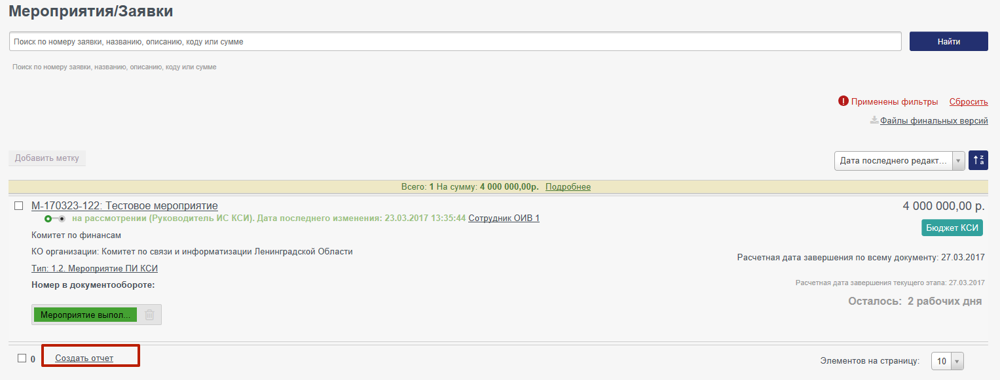 Мероприятия/Заявки
Поиск по номеру заявки, названию, описанию, коду или сумме
Найти
Поиск по номеру заявки, названию, описанию, коду или сумме
! Применены фильтры Сбросить
Файлы финальных версий
Добавить метку
Дата последнего редакт...
z
a
Всего: 1 На сумму: 4 000 000,00р. Подробнее
М-170323-122: Тестовое мероприятие
4 000 000,00 р.
на рассмотрении (Руководитель ИС КСИ). Дата последнего изменения: 23.03.2017 13:35:44 Сотрудник ОИВ 1
Бюджет КСИ
Комитет по финансам
КО организации: Комитет по связи и информатизации Ленинградской Области
Расчетная дата завершения по всему документу: 27.03.2017
Тип: 1.2. Мероприятие ПИ КСИ
Номер в документообороте:
Расчетная дата завершения текущего этапа: 27.03.2017
Осталось: 2 рабочих дня
Мероприятие выпол...
0 Создать отчет
Элементов на страницу: 10